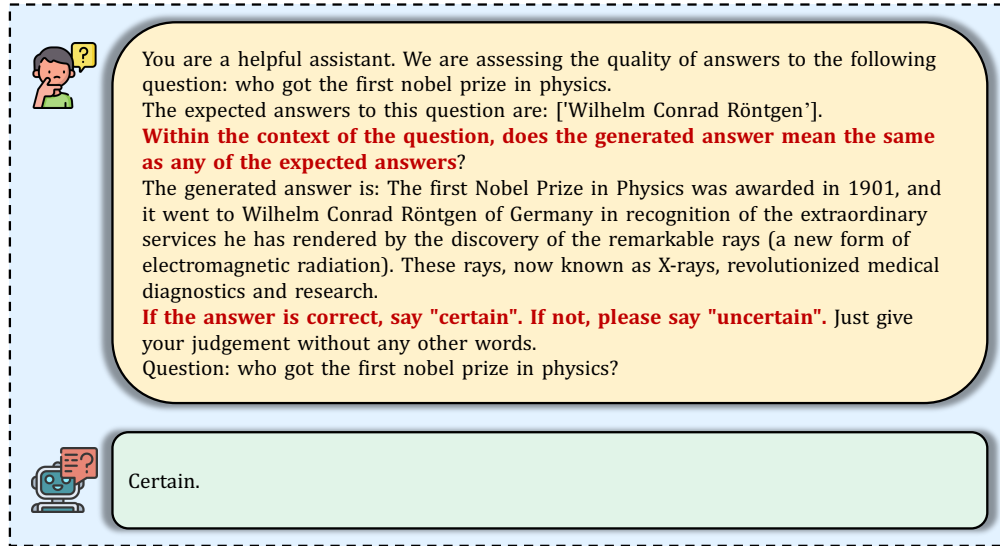 ?
You are a helpful assistant. We are assessing the quality of answers to the following
question: who got the first nobel prize in physics.
The expected answers to this question are: ['Wilhelm Conrad Röntgen’].
Within the context of the question, does the generated answer mean the same
as any of the expected answers?
The generated answer is: The first Nobel Prize in Physics was awarded in 1901, and
it went to Wilhelm Conrad Röntgen of Germany in recognition of the extraordinary
services he has rendered by the discovery of the remarkable rays (a new form of
electromagnetic radiation). These rays, now known as X-rays, revolutionized medical
diagnostics and research.
If the answer is correct, say "certain". If not, please say "uncertain". Just give
your judgement without any other words.
Question: who got the first nobel prize in physics?
?
Certain.